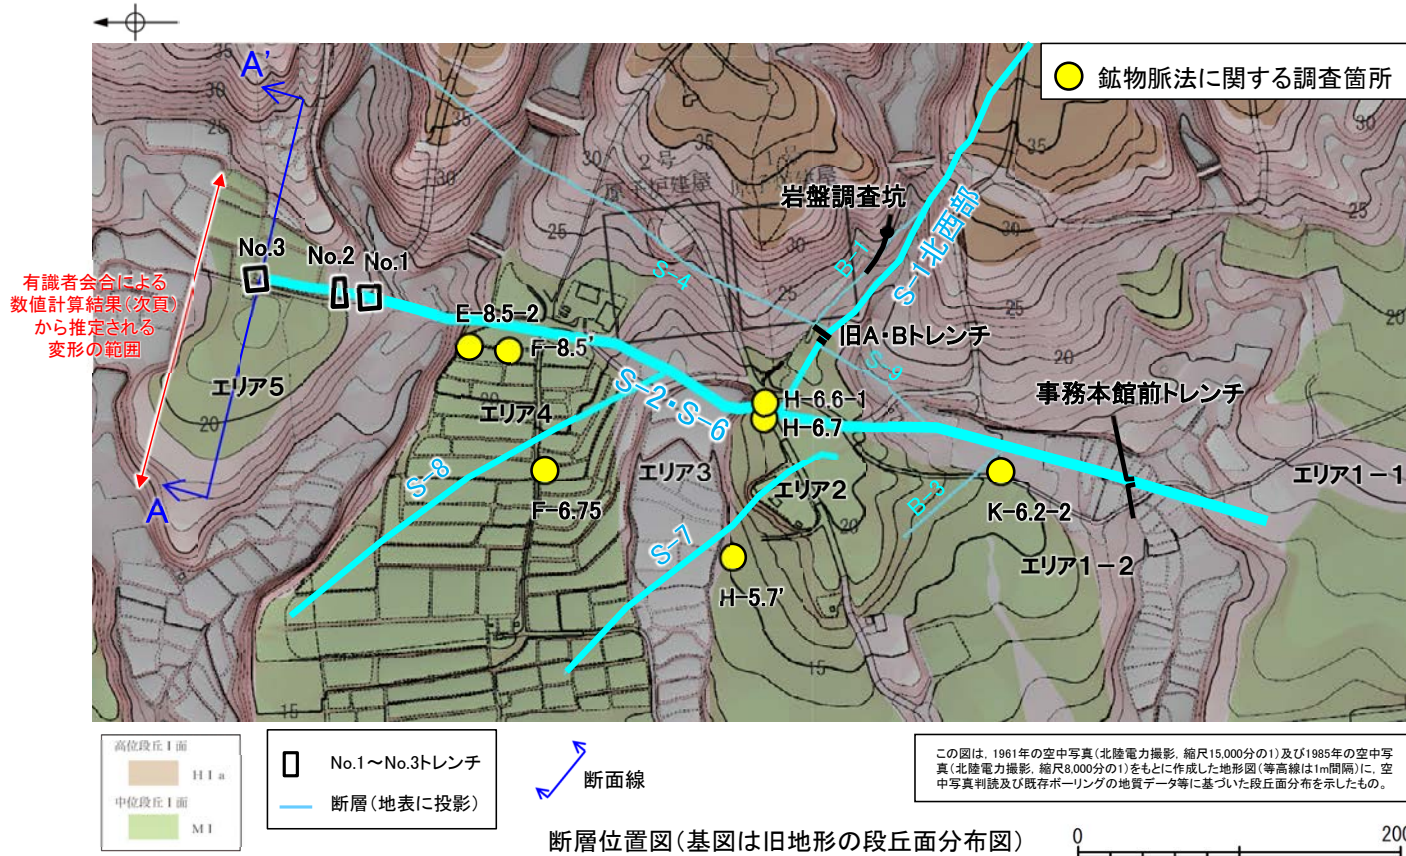 鉱物脈法に関する調査箇所
A'
30
25
30
35
30
２号
原子炉建屋
35
１号
25
35
30
30
25
25
岩盤調査坑
S-1北西部
B-1
S-4
25
30
25
20
20
No.3
No.2
No.1
有識者会合による
数値計算結果（次頁）
から推定される
変形の範囲
E-8.5-2
F-8.5'
旧A・Bトレンチ
S-9
エリア5
20
20
エリア4
S-2・S-6
H-6.6-1
H-6.7
事務本館前トレンチ
エリア3
エリア2
エリア1-1
S-8
F-6.75
20
B-3
K-6.2-2
A
S-7
エリア1-2
H-5.7'
15
15
高位段丘Ⅰ面
HⅠa
中位段丘Ⅰ面
MⅠ
No.1～No.3トレンチ
断層（地表に投影）
断面線
この図は，1961年の空中写真（北陸電力撮影，縮尺15,000分の1）及び1985年の空中写
真（北陸電力撮影，縮尺8,000分の1）をもとに作成した地形図（等高線は1m間隔）に，空
中写真判読及び既存ボーリングの地質データ等に基づいた段丘面分布を示したもの。
断層位置図（基図は旧地形の段丘面分布図）
0
200